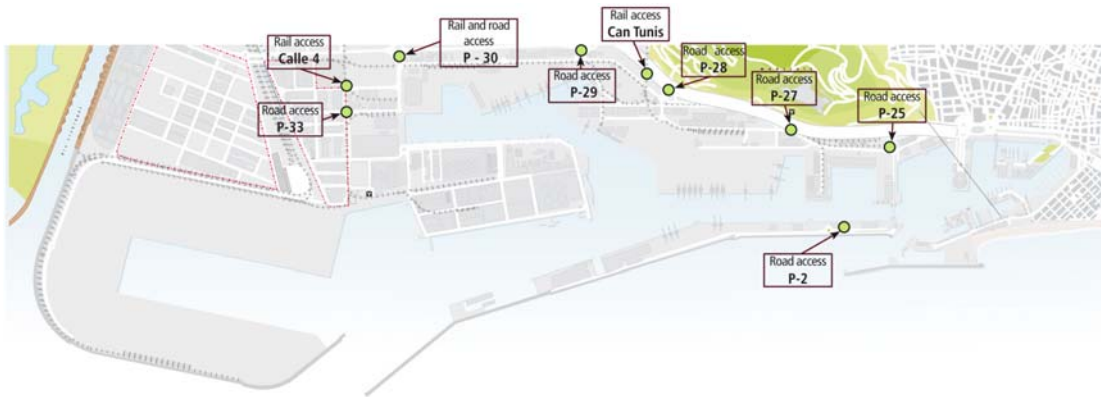 Rail access
Calle 4
Rail and road
access
P - 30
Rail access
Can Tunis
Road access
P-28
Road access
P-29
Road access
P-27
Road access
P-25
Road access
P-33
Road access
P-2